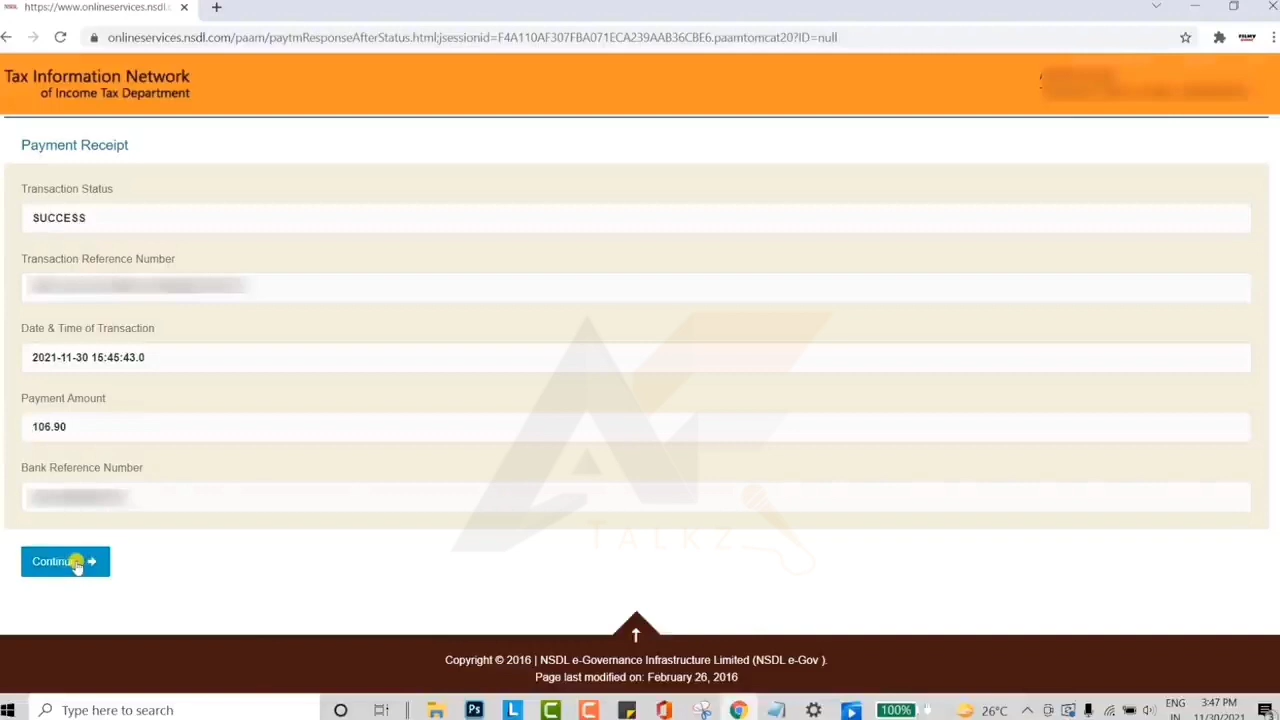 https://www.onlineservices.nsdl.c
onlineservices.nsdl.com/paam/paytmResponseAfterStatus.html;jsessionid=F4A110AF307FBA071ECA239AAB36CBE6.paamtomcat20?ID=null
Tax Information Network
of Income Tax Department
Payment Receipt
Transaction Status
SUCCESS
Transaction Reference Number
Date & Time of Transaction
2021-11-30 15:45:43.0
Payment Amount
106.90
Bank Reference Number
TALKZ
Continue
Copyright © 2016 | NSDL e-Governance Infrastructure Limited (NSDL e-Gov ).
Page last modified on: February 26, 2016
Type here to search
100%
26°C
ENG
IN
3:47 PM
11/30/2021